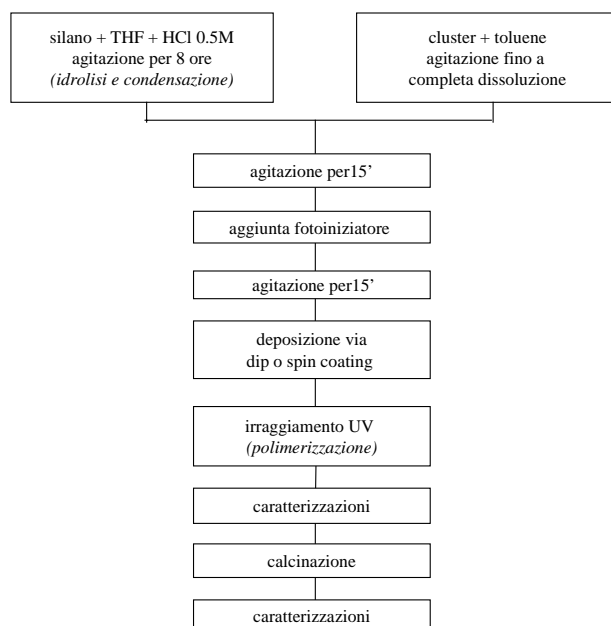 silano + THF + HCl 0.5M
agitazione per 8 ore
(idrolisi e condensazione)
cluster + toluene
agitazione fino a
completa dissoluzione
agitazione per15'
aggiunta fotoiniziatore
agitazione per15'
deposizione via
dip o spin coating
irraggiamento UV
(polimerizzazione)
caratterizzazioni
calcinazione
caratterizzazioni